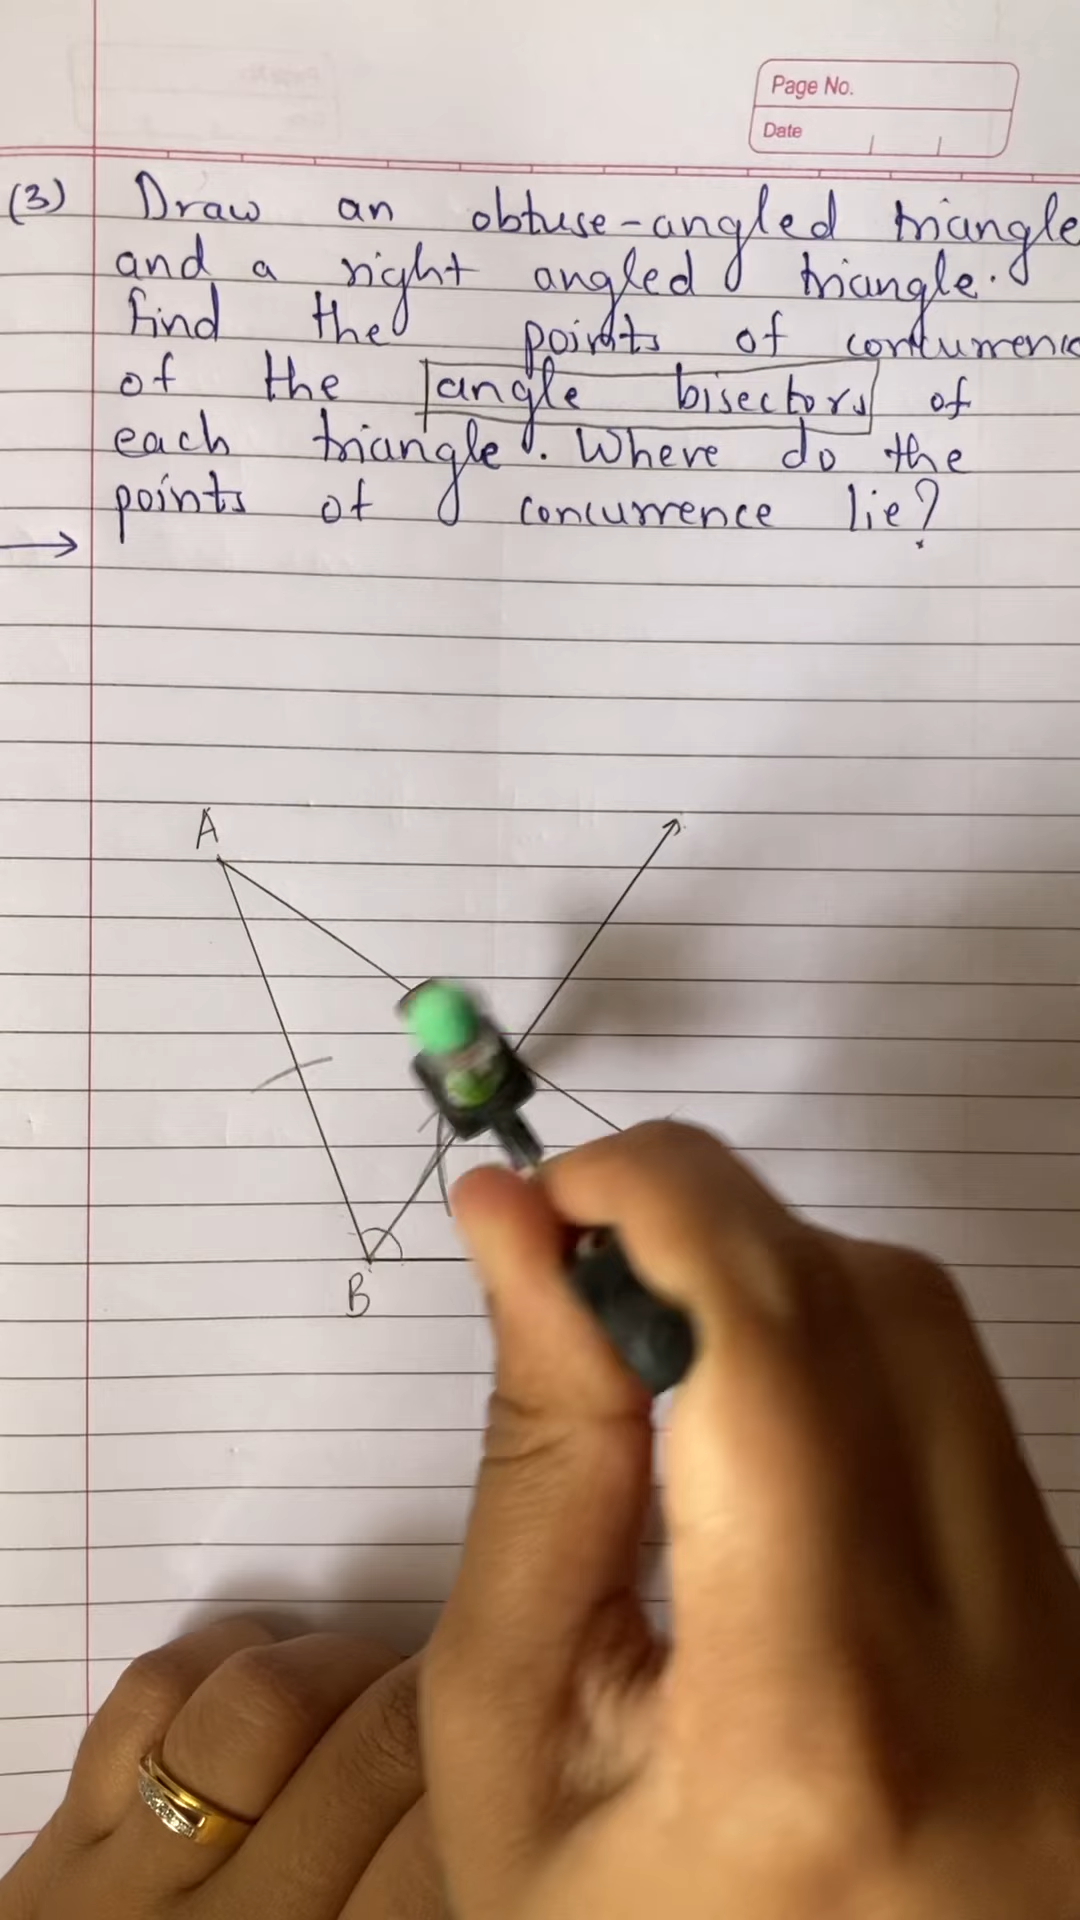 Page No.
Date
(3) Draw an obtuse-angled triangle
and a right angled triangle.
find the points of concurrenc
of the angle bisectors of
each triangle. Where do the
points of concurrence lie?
A
B